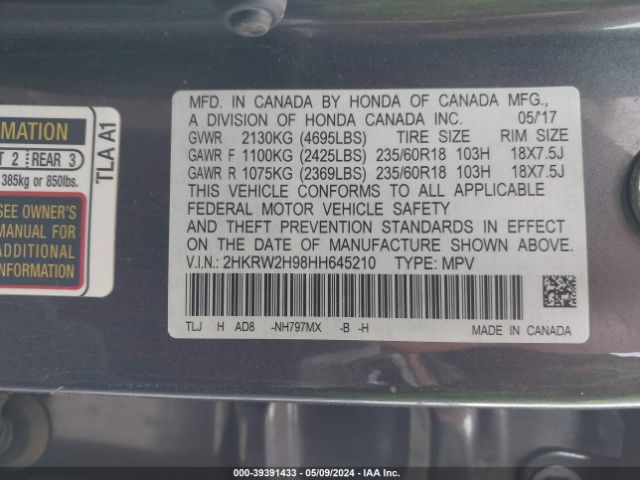 MATION
T 2 REAR 3
385kg or 850lbs.
SEE OWNER'S
MANUAL FOR
ADDITIONAL
INFORMATION
TLA A1
MFD. IN CANADA BY HONDA OF CANADA MFG.,
A DIVISION OF HONDA CANADA INC. 05/'17
GVWR 2130KG (4695LBS) TIRE SIZE RIM SIZE
GAWR F 1100KG (2425LBS) 235/60R18 103H 18X7.5J
GAWR R 1075KG (2369LBS) 235/60R18 103H 18X7.5J
THIS VEHICLE CONFORMS TO ALL APPLICABLE
FEDERAL MOTOR VEHICLE SAFETY
AND THEFT PREVENTION STANDARDS IN EFFECT
ON THE DATE OF MANUFACTURE SHOWN ABOVE.
V.I.N.: 2HKRW2H98HH645210 TYPE: MPV
TLJ H AD8 -NH797MX -B -H
MADE IN CANADA
000-39391433 - 05/09/2024 - IAA Inc.